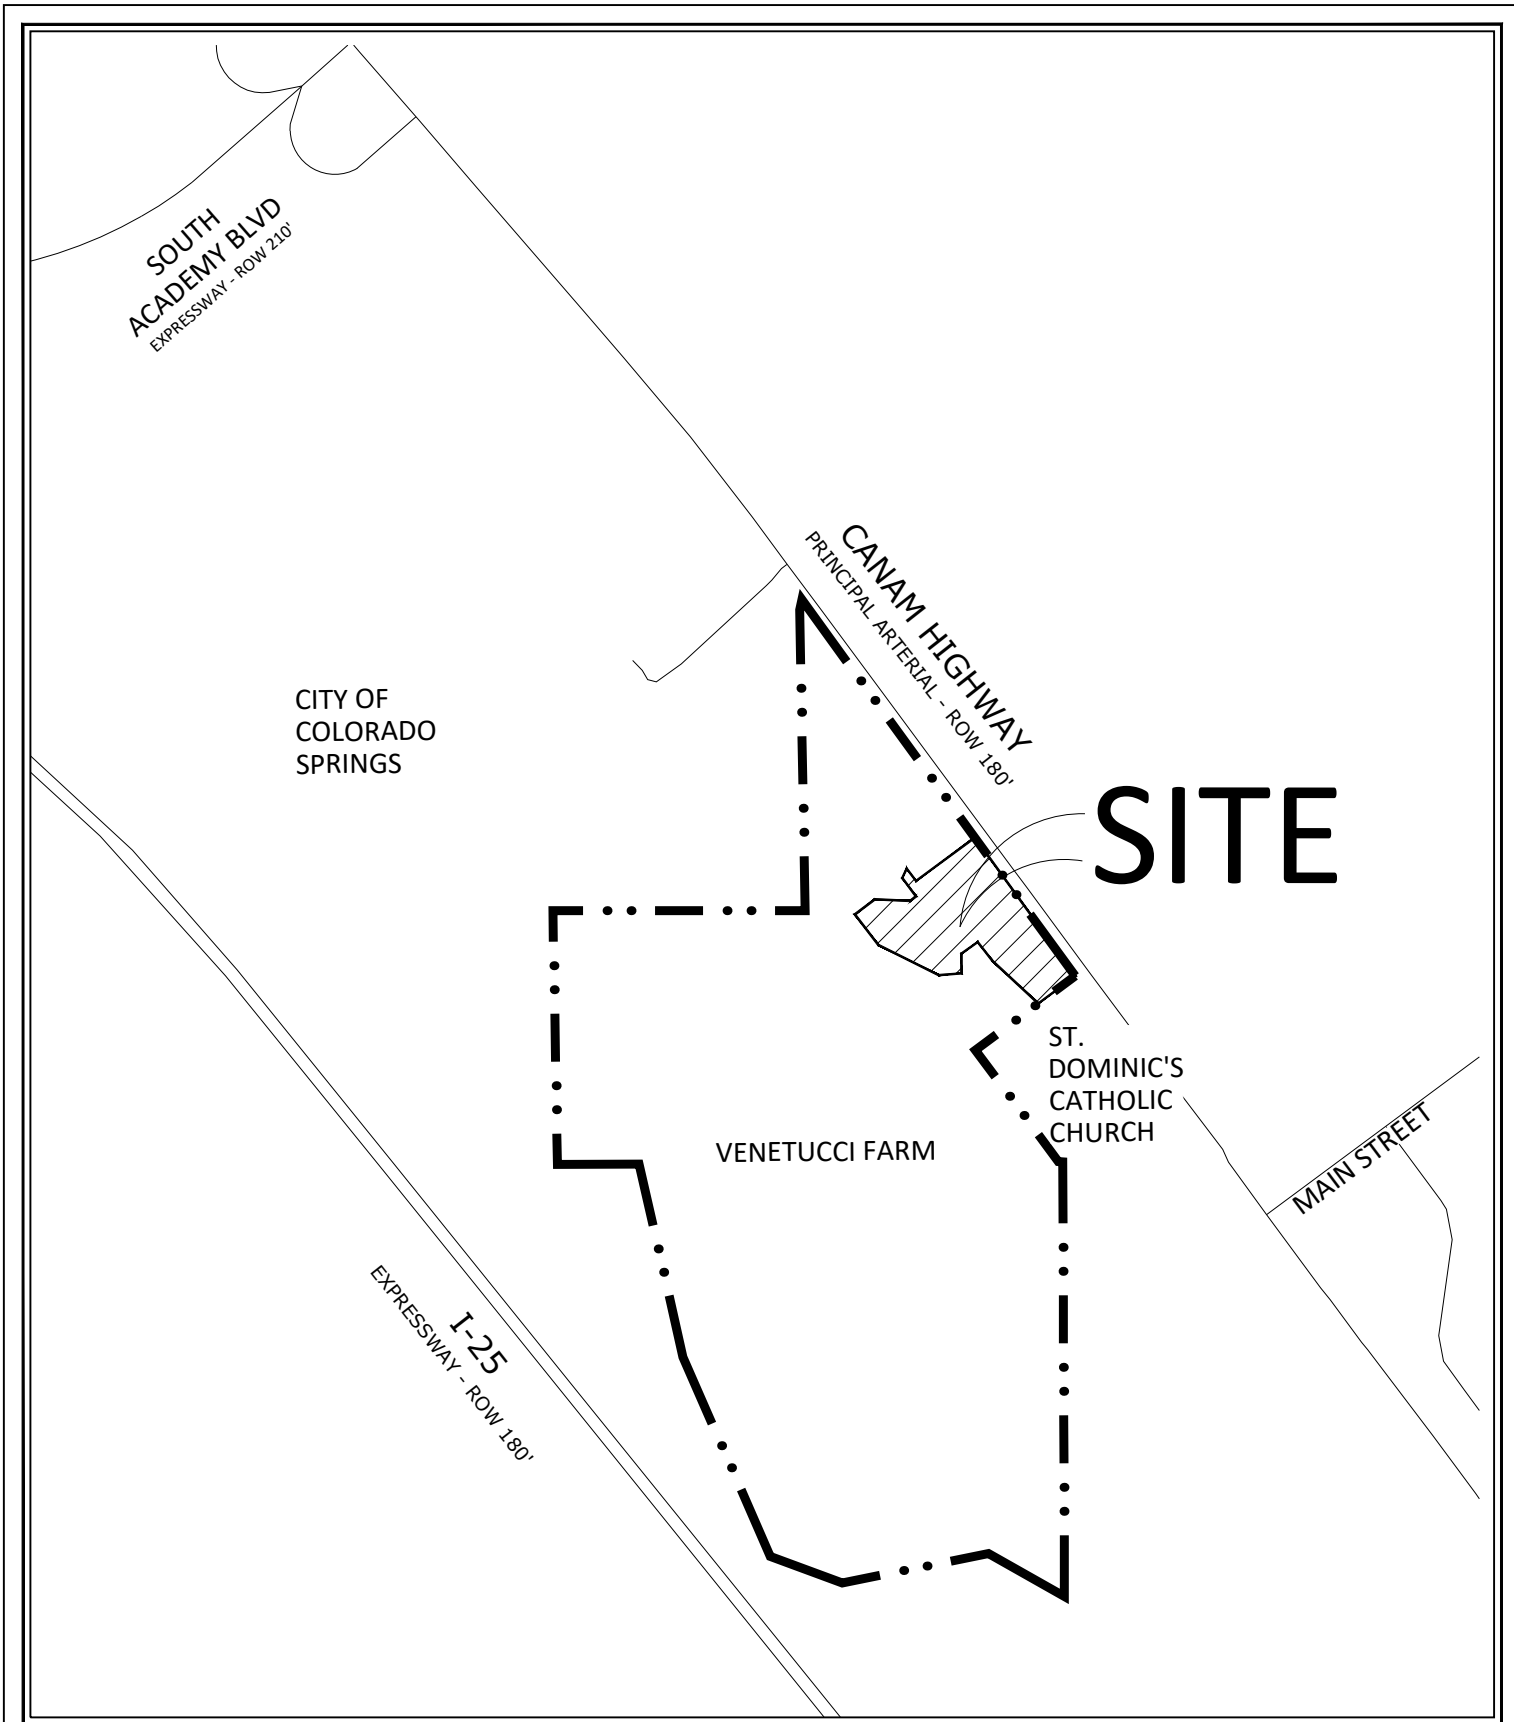 SOUTH
ACADEMY BLVD
EXPRESSWAY - ROW 210'
CANAM HIGHWAY
PRINCIPAL ARTERIAL - ROW 180'
CITY OF
COLORADO
SPRINGS
SITE
ST.
DOMINIC'S
CATHOLIC
CHURCH
VENETUCCI FARM
MAIN STREET
I-25
EXPRESSWAY - ROW 180'